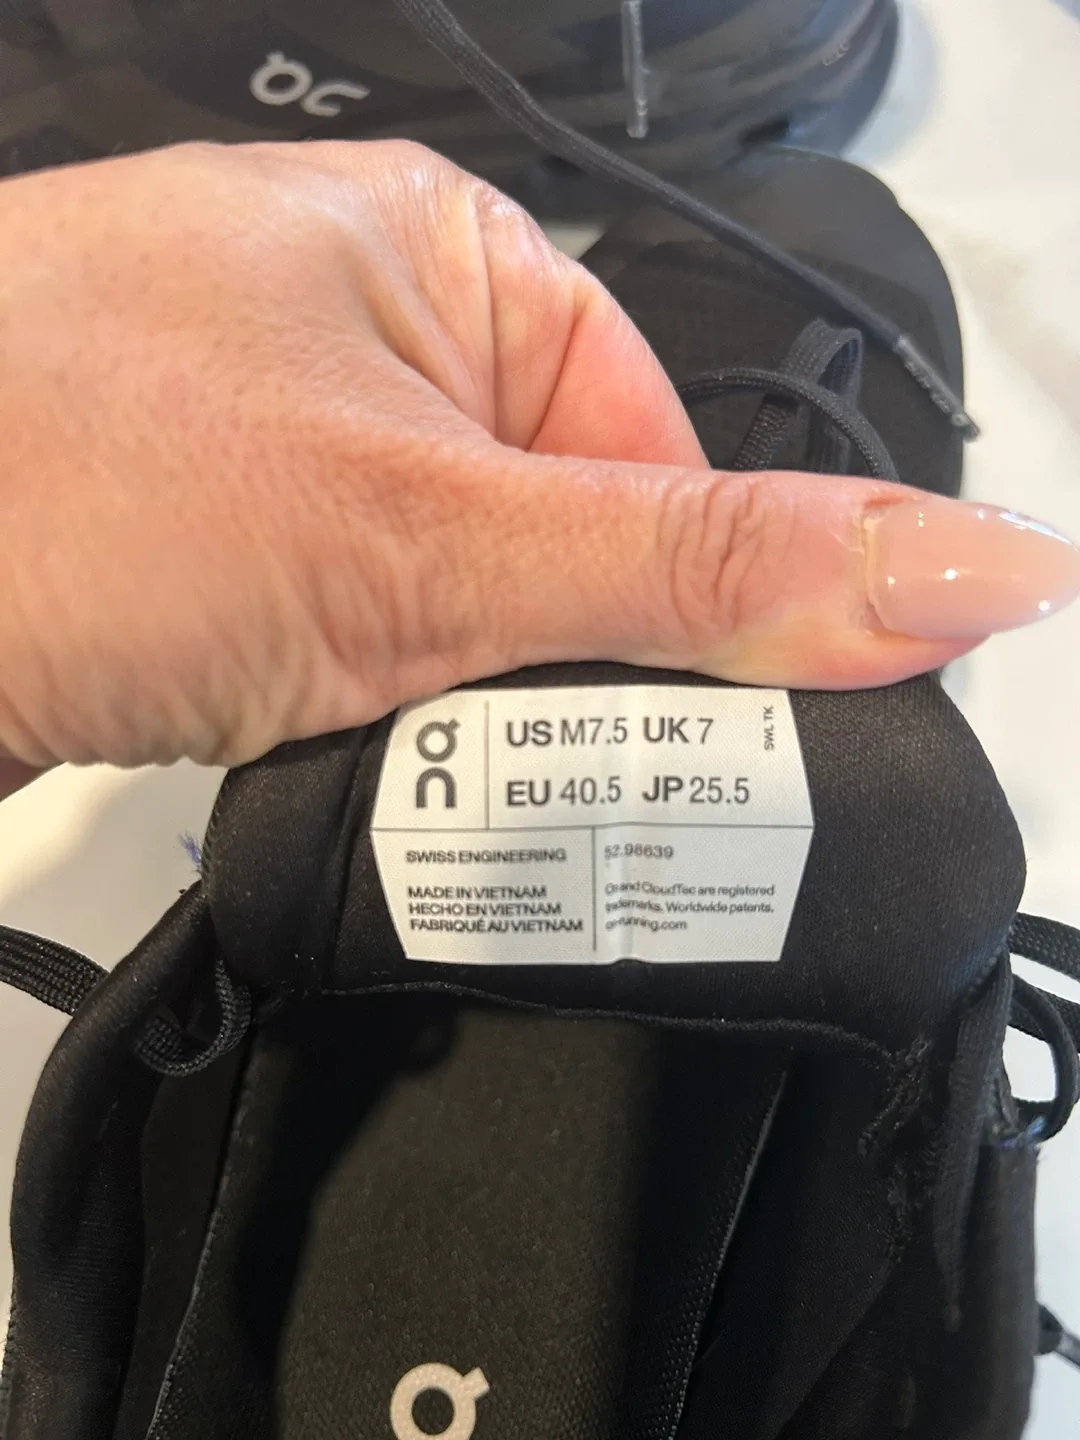 US M7.5 UK 7
EU 40.5 JP 25.5
SWL TK
SWISS ENGINEERING
MADE IN VIETNAM
HECHO EN VIETNAM
FABRIQUÉ AU VIETNAM
52.98639
On and CloudTec are registered
trademarks. Worldwide patents.
on-running.com